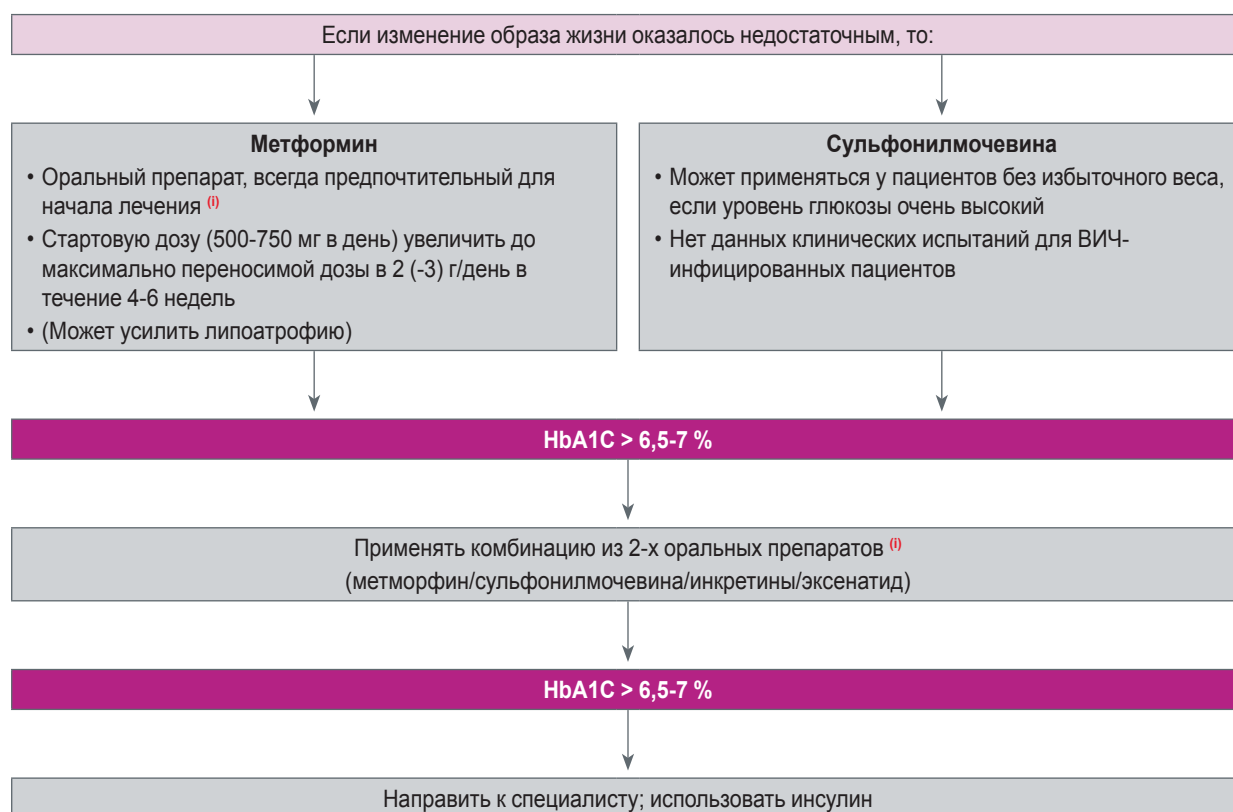 Если изменение образа жизни оказалось недостаточным, то:
Метформин
• Оральный препарат, всегда предпочтительный для
начала лечения (i)
• Стартовую дозу (500-750 мг в день) увеличить до
максимально переносимой дозы в 2 (-3) г/день в
течение 4-6 недель
• (Может усилить липоатрофию)
Сульфонилмочевина
• Может применяться у пациентов без избыточного веса,
если уровень глюкозы очень высокий
• Нет данных клинических испытаний для ВИЧ-
инфицированных пациентов
HbA1C > 6,5-7 %
Применять комбинацию из 2-х оральных препаратов (i)
(метморфин/сульфонилмочевина/инкретины/эксенатид)
HbA1C > 6,5-7 %
Направить к специалисту; использовать инсулин